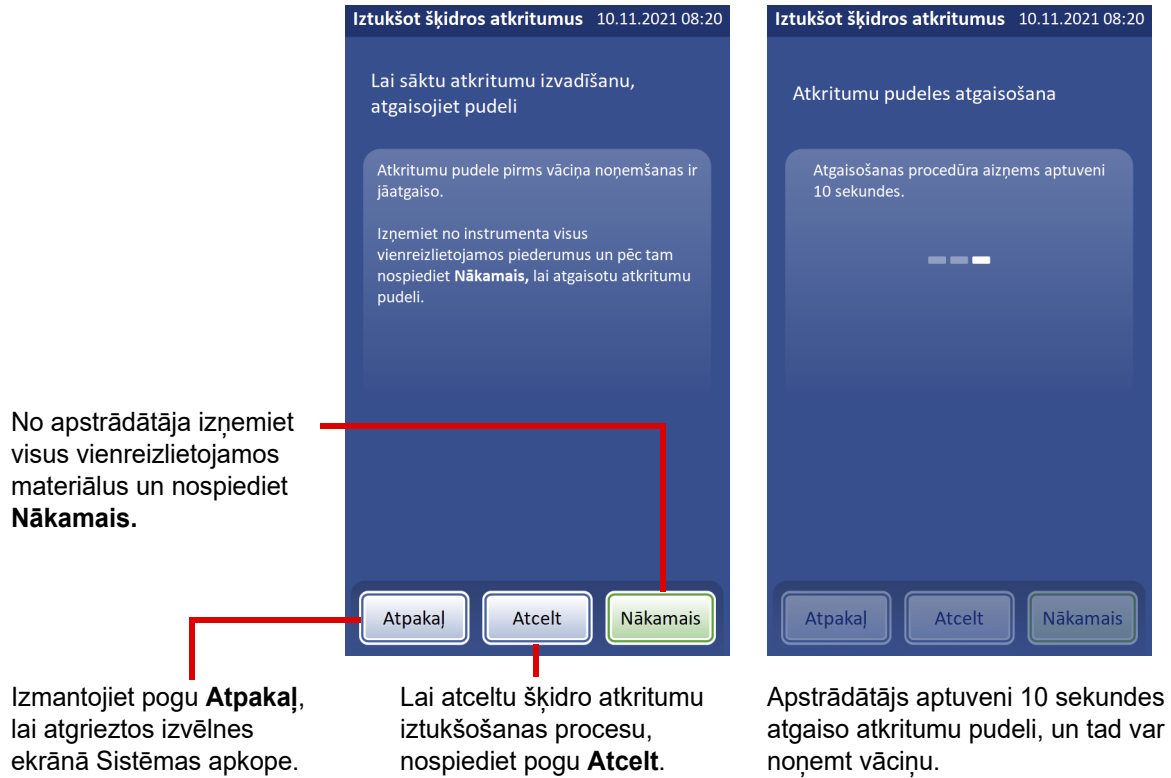 Iztukšot šķidros atkritumus 10.11.2021 08:20
Lai sāktu atkritumu izvadīšanu,
atgaisojiet pudeli
Atkritumu pudele pirms vāciņa noņemšanas ir
jāatgaiso.
Izņemiet no instrumenta visus
vienreizlietojamos piederumus un pēc tam
nospiediet Nākamais, lai atgaisotu atkritumu
pudeli.
Atpakaļ
Atcelt
Nākamais
Iztukšot šķidros atkritumus 10.11.2021 08:20
Atkritumu pudeles atgaisošana
Atgaisošanas procedūra aizņems aptuveni
10 sekundes.
Atpakaļ
Atcelt
Nākamais
No apstrādātāja izņemiet
visus vienreizlietojamos
materiālus un nospiediet
Nākamais.
Izmantojiet pogu Atpakaļ,
lai atgrieztos izvēlnes
ekrānā Sistēmas apkope.
Lai atceltu šķidro atkritumu
iztukšošanas procesu,
nospiediet pogu Atcelt.
Apstrādātājs aptuveni 10 sekundes
atgaiso atkritumu pudeli, un tad var
noņemt vāciņu.